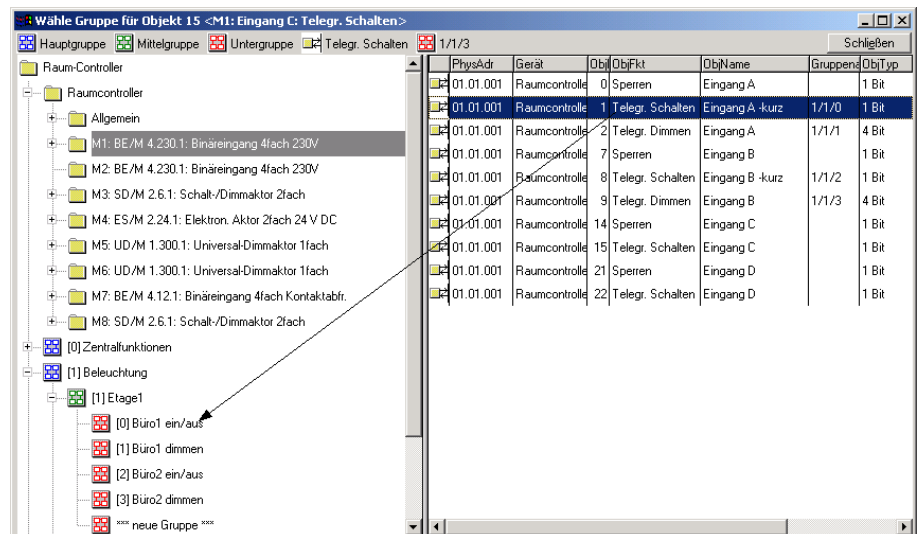 Wähle Gruppe für Objekt 15 <M1: Eingang C: Telegr. Schalten>
Hauptgruppe Mittelgruppe Untergruppe Telegr. Schalten 1/1/3 Schließen
Raum-Controller
Raumcontroller
Allgemein
M1: BE/M 4.230.1: Binäreingang 4fach 230V
M2: BE/M 4.230.1: Binäreingang 4fach 230V
M3: SD/M 2.6.1: Schalt-/Dimmaktor 2fach
M4: ES/M 2.24.1: Elektron. Aktor 2fach 24 V DC
M5: UD/M 1.300.1: Universal-Dimmaktor 1fach
M6: UD/M 1.300.1: Universal-Dimmaktor 1fach
M7: BE/M 4.12.1: Binäreingang 4fach Kontaktabfr.
M8: SD/M 2.6.1: Schalt-/Dimmaktor 2fach
[0] Zentralfunktionen
[1] Beleuchtung
[1] Etage1
[0] Büro1 ein/aus
[1] Büro1 dimmen
[2] Büro2 ein/aus
[3] Büro2 dimmen
*** neue Gruppe ***
PhysAdr Gerät Obj ObjFkt ObjName Gruppena ObjTyp
01.01.001 Raumcontrolle 0 Sperren Eingang A 1 Bit
01.01.001 Raumcontrolle 1 Telegr. Schalten Eingang A -kurz 1/1/0 1 Bit
01.01.001 Raumcontrolle 2 Telegr. Dimmen Eingang A 1/1/1 4 Bit
01.01.001 Raumcontrolle 7 Sperren Eingang B 1 Bit
01.01.001 Raumcontrolle 8 Telegr. Schalten Eingang B -kurz 1/1/2 1 Bit
01.01.001 Raumcontrolle 9 Telegr. Dimmen Eingang B 1/1/3 4 Bit
01.01.001 Raumcontrolle 14 Sperren Eingang C 1 Bit
01.01.001 Raumcontrolle 15 Telegr. Schalten Eingang C 1 Bit
01.01.001 Raumcontrolle 21 Sperren Eingang D 1 Bit
01.01.001 Raumcontrolle 22 Telegr. Schalten Eingang D 1 Bit